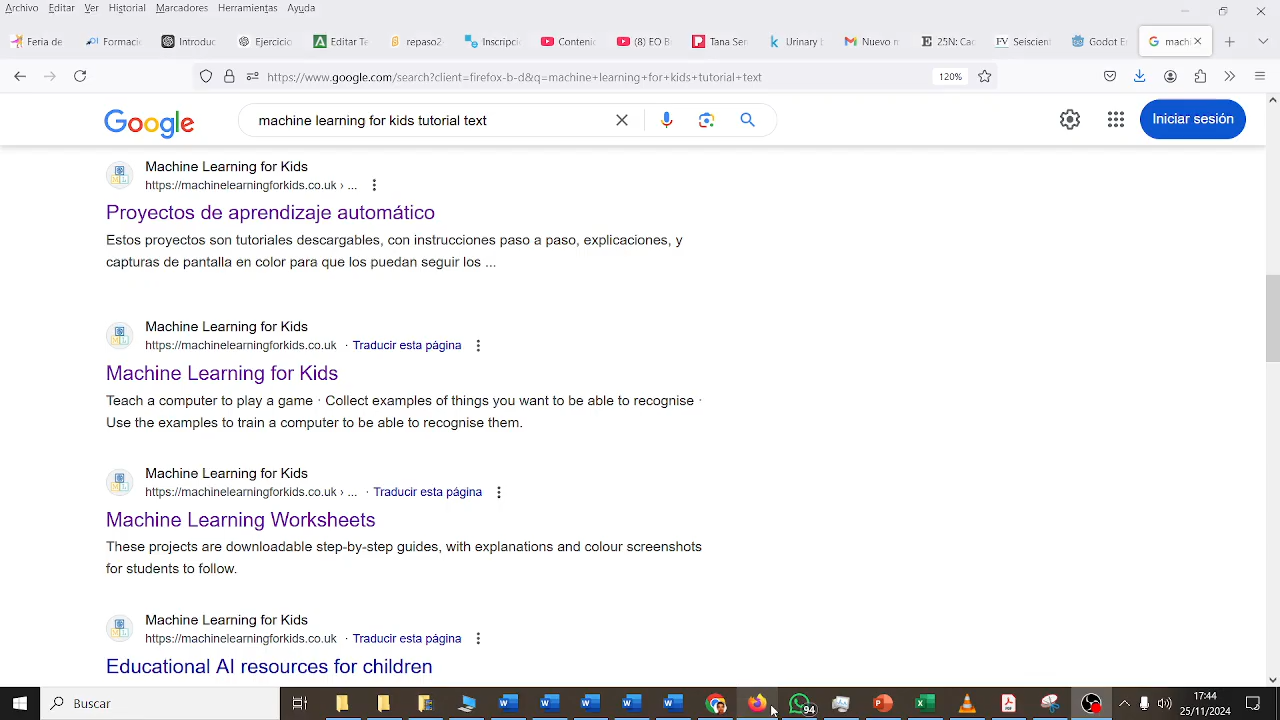 Archivo Editar Ver Historial Marcadores Herramientas Ayuda
Feria de Formació Introduc Ejercicio Editar Te repaso2 Inscripci Contenic (8) EO B Tana Ser Urinary b Nuevo m 25N: Ca Seiscient Godot E mach
https://www.google.com/search?client=firefox-b-d&q=machine+learning+for+kids+tutorial+text 120%
Google machine learning for kids tutorial text Iniciar sesión
Machine Learning for Kids
https://machinelearningforkids.co.uk › ...
Proyectos de aprendizaje automático
Estos proyectos son tutoriales descargables, con instrucciones paso a paso, explicaciones, y
capturas de pantalla en color para que los puedan seguir los ...
Machine Learning for Kids
https://machinelearningforkids.co.uk · Traducir esta página
Machine Learning for Kids
Teach a computer to play a game · Collect examples of things you want to be able to recognise ·
Use the examples to train a computer to be able to recognise them.
Machine Learning for Kids
https://machinelearningforkids.co.uk › ... · Traducir esta página
Machine Learning Worksheets
These projects are downloadable step-by-step guides, with explanations and colour screenshots
for students to follow.
Machine Learning for Kids
https://machinelearningforkids.co.uk · Traducir esta página
Educational AI resources for children
Buscar 94 17:44
25/11/2024